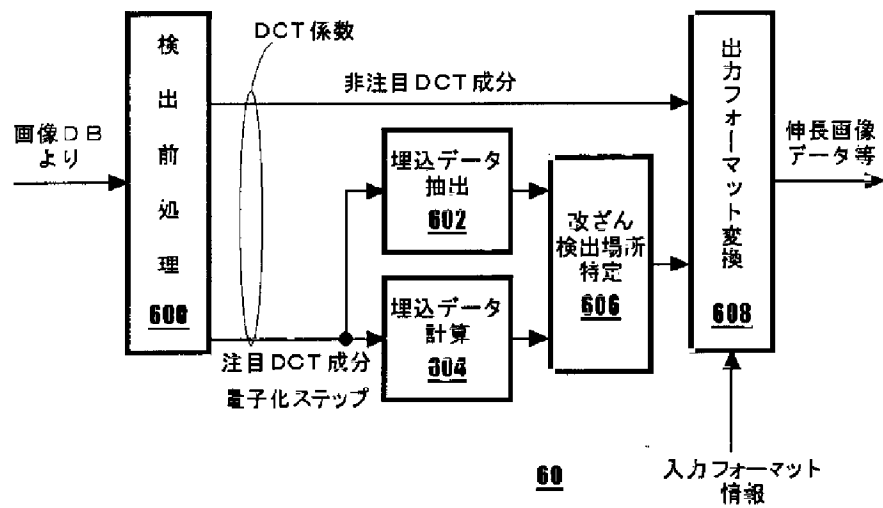 DCT係数
画像DB
より
検出前処理
600
非注目DCT成分
埋込データ
抽出
602
埋込データ
計算
604
注目DCT成分
量子化ステップ
改ざん
検出場所
特定
606
出力フォーマット変換
608
伸長画像
データ等
入力フォーマット
情報
60